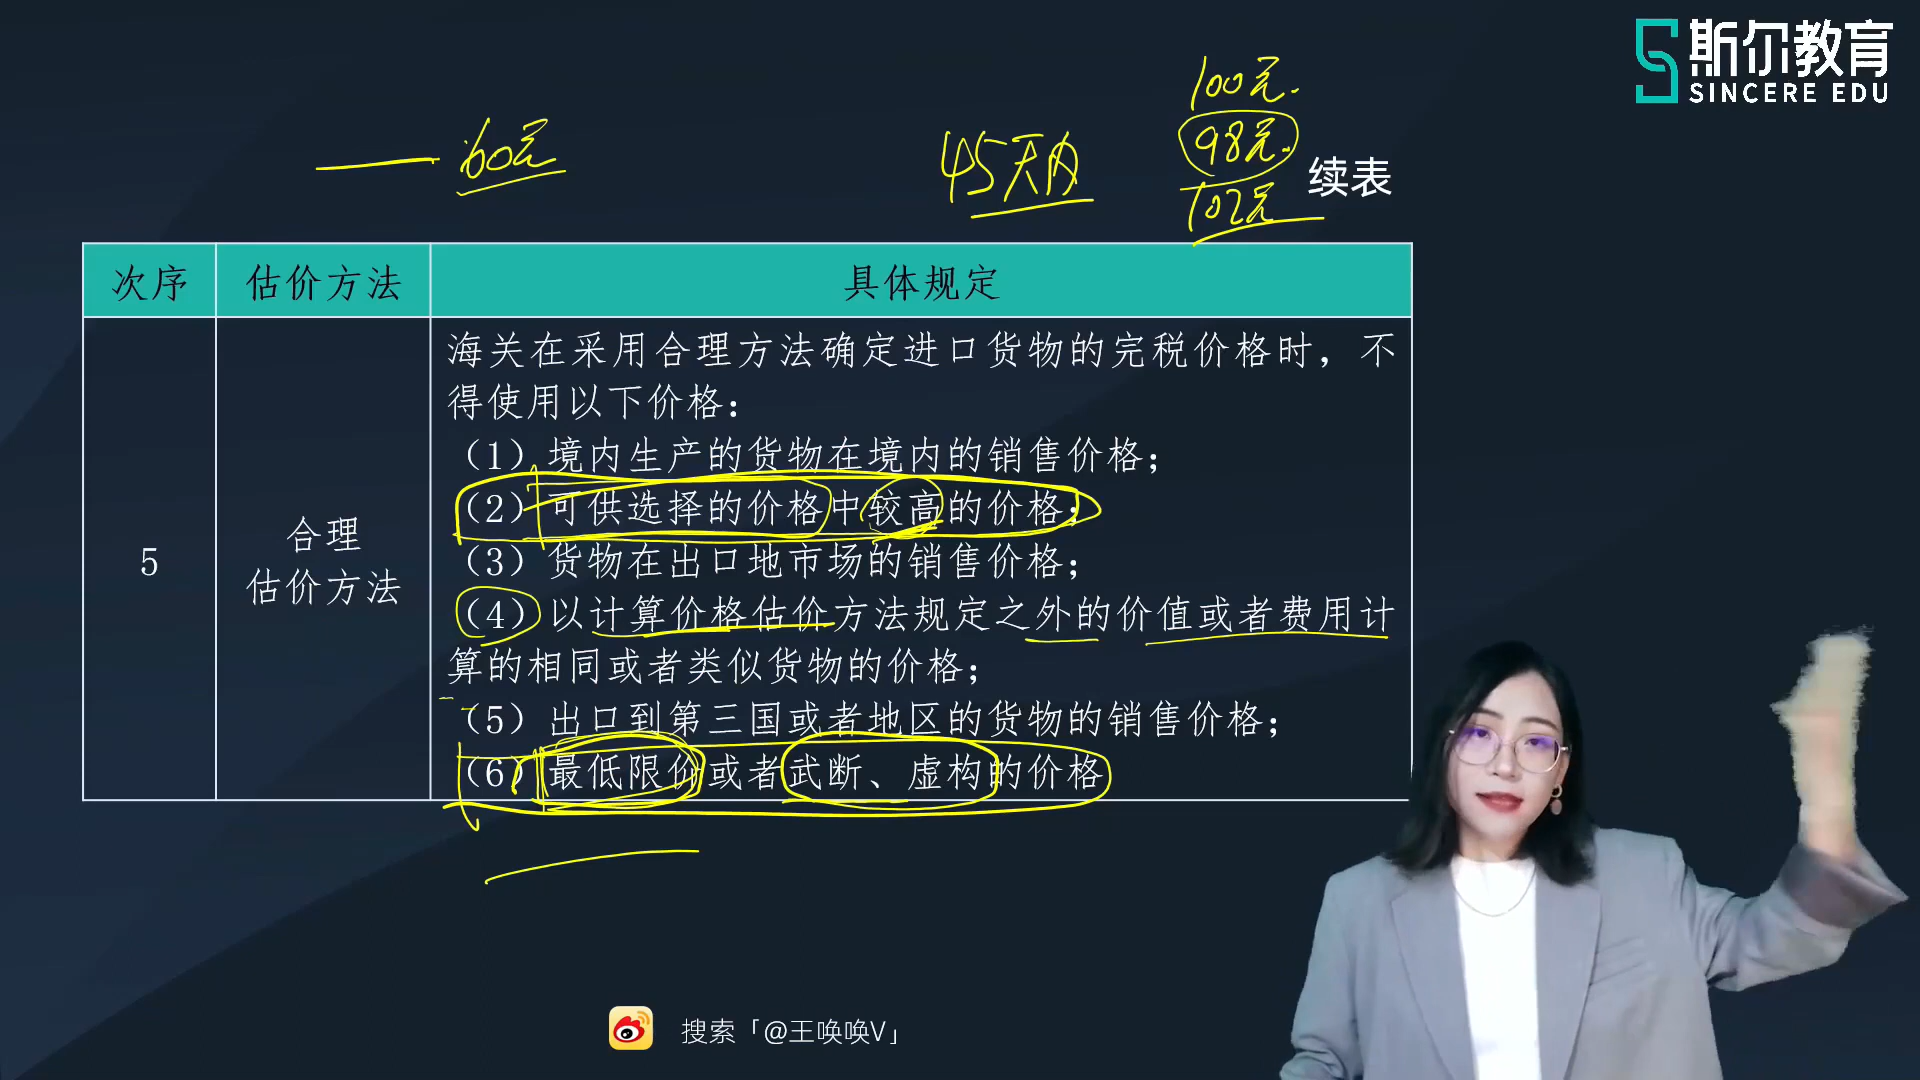 斯尔教育
SINCERE EDU
100元.
60元
45天内
98元.
102元
续表
次序
估价方法
具体规定
海关在采用合理方法确定进口货物的完税价格时，不
得使用以下价格：
（1）境内生产的货物在境内的销售价格；
（2）可供选择的价格中较高的价格；
（3）货物在出口地市场的销售价格；
5
合理
估价方法
（4）以计算价格估价方法规定之外的价值或者费用计
算的相同或者类似货物的价格；
（5）出口到第三国或者地区的货物的销售价格；
（6）最低限价或者武断、虚构的价格
搜索「@王唤唤V」